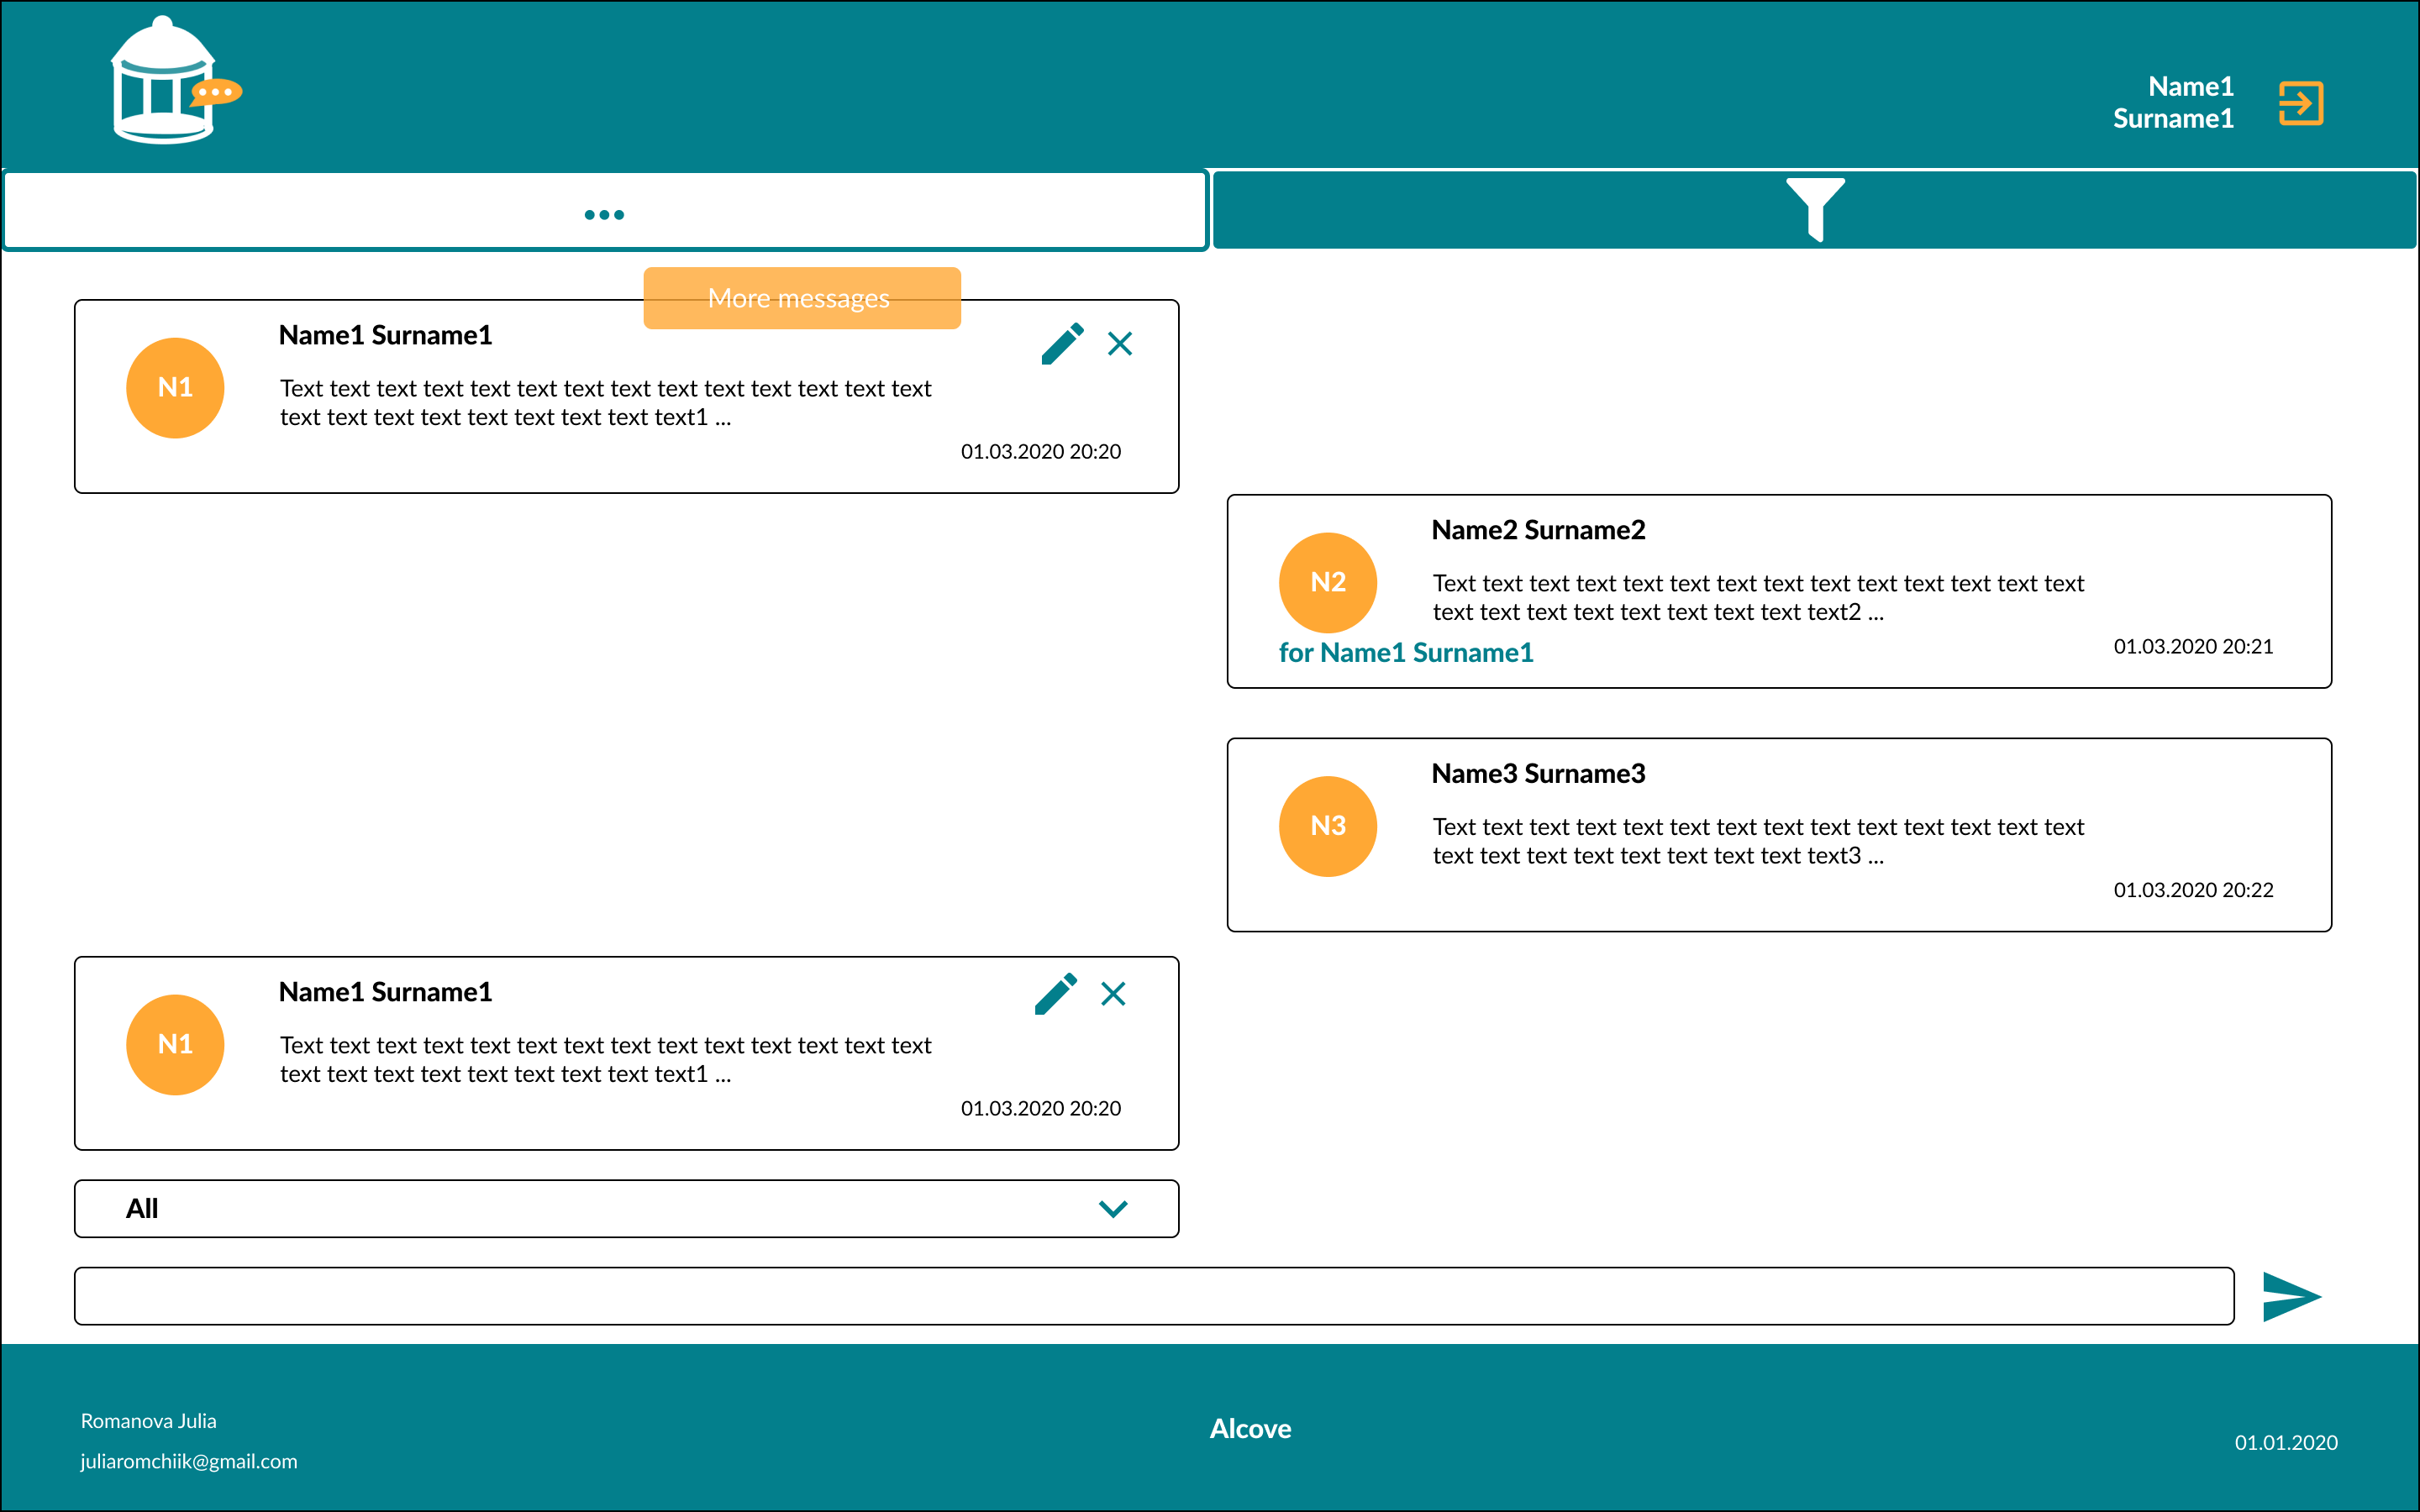 Name1
Surname1
More messages
Name1 Surname1
N1
Text text text text text text text text text text text text text text
text text text text text text text text text1 ...
01.03.2020 20:20
Name2 Surname2
N2
Text text text text text text text text text text text text text text
text text text text text text text text text2 ...
for Name1 Surname1
01.03.2020 20:21
Name3 Surname3
N3
Text text text text text text text text text text text text text text
text text text text text text text text text3 ...
01.03.2020 20:22
Name1 Surname1
N1
Text text text text text text text text text text text text text text
text text text text text text text text text1 ...
01.03.2020 20:20
All
Romanova Julia
juliaromchiik@gmail.com
Alcove
01.01.2020